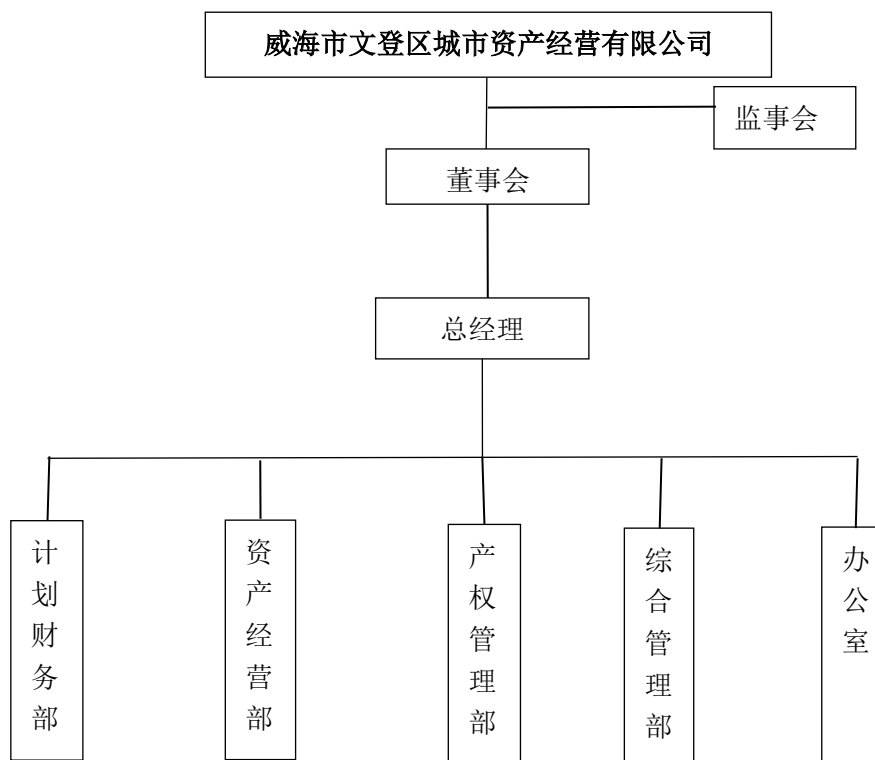 威海市文登区城市资产经营有限公司
监事会
董事会
总经理
计划财务部
资产经营部
产权管理部
综合管理部
办公室